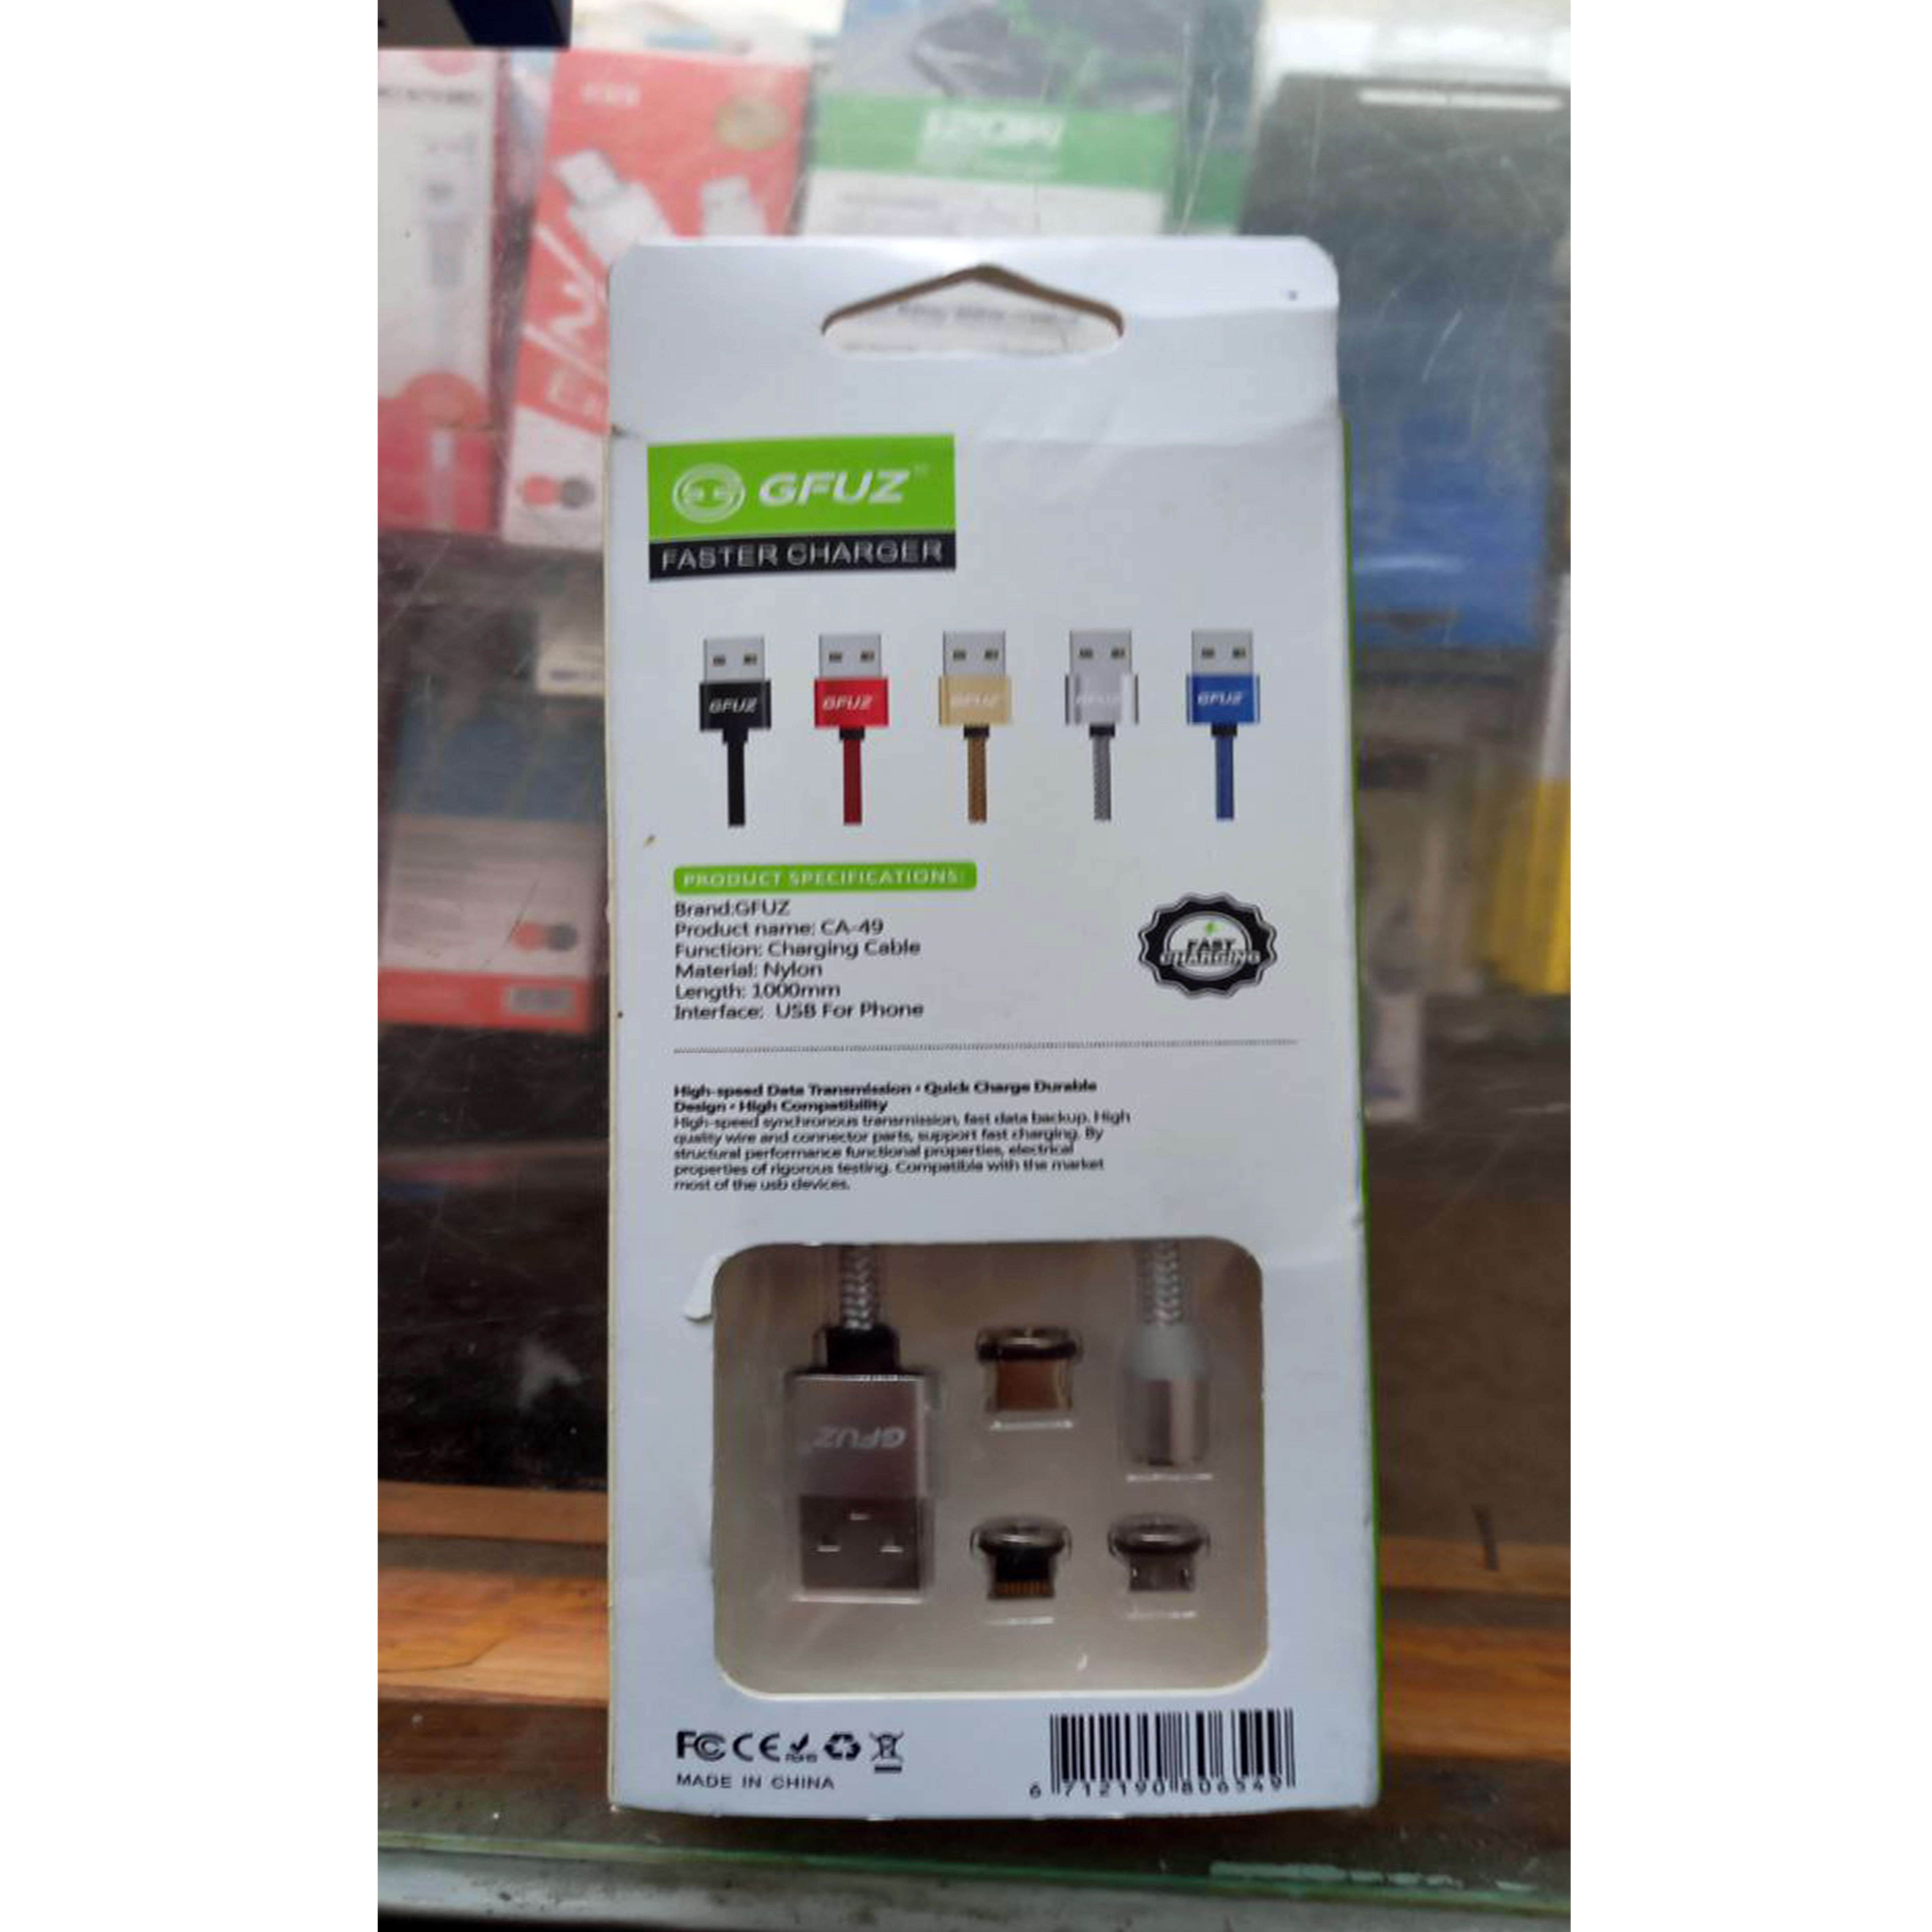 120W
GFUZ
FASTER CHARGER
GFUZ GFUZ GFUZ GFUZ GFUZ
PRODUCT SPECIFICATIONS:
Brand:GFUZ
Product name: CA-49
Function: Charging Cable
Material: Nylon
Length: 1000mm
Interface: USB For Phone
FAST
CHARGING
High-speed Data Transmission • Quick Charge Durable
Design • High Compatibility
High-speed synchronous transmission, fast data backup. High
quality wire and connector parts, support fast charging. By
structural performance functional properties, electrical
properties of rigorous testing. Compatible with the market
most of the usb devices.
GFUZ
FC CE RoHS
MADE IN CHINA
6 712190 806549